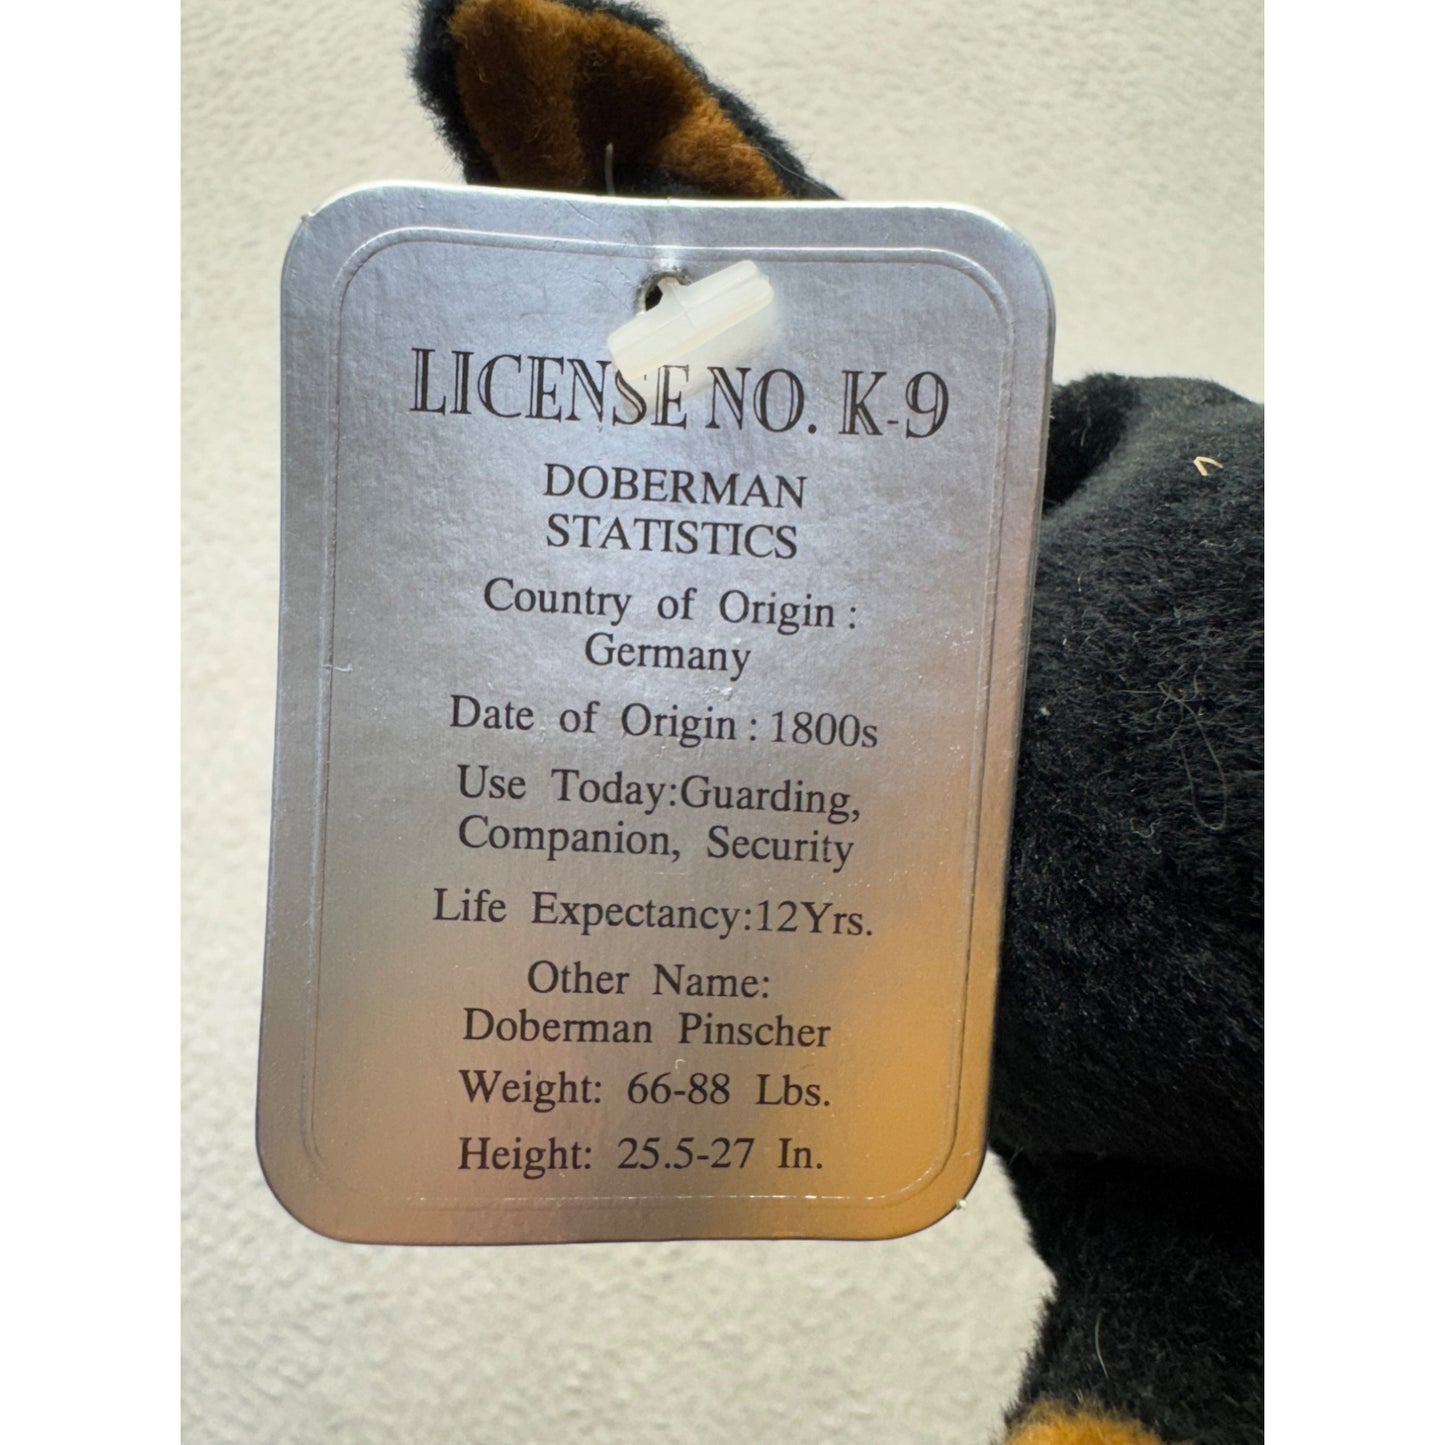 LICENSE NO. K-9
DOBERMAN
STATISTICS
Country of Origin :
Germany
Date of Origin : 1800s
Use Today:Guarding,
Companion, Security
Life Expectancy:12Yrs.
Other Name:
Doberman Pinscher
Weight: 66-88 Lbs.
Height: 25.5-27 In.